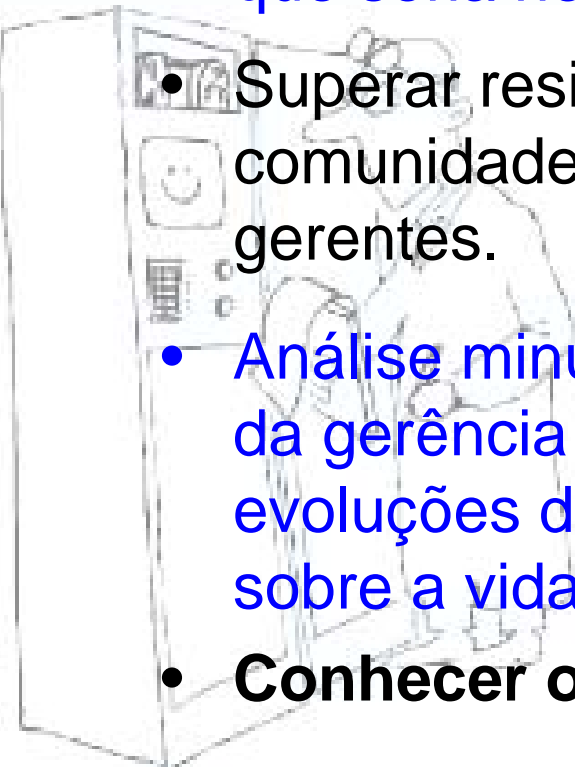 • Superar resi
comunidade
gerentes.
• Análise minu
da gerência
evoluções d
sobre a vida
• Conhecer o